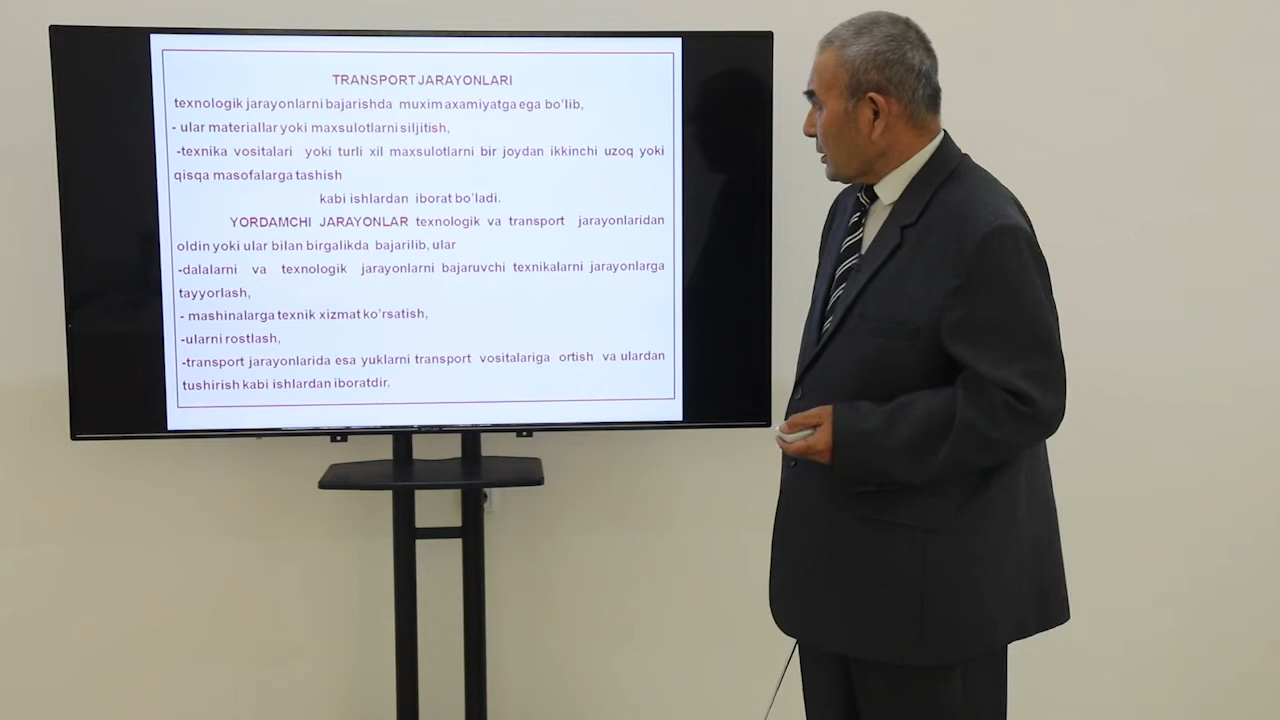 TRANSPORT JARAYONLARI
texnologik jarayonlarni bajarishda muxim axamiyatga ega bo'lib,
- ular materiallar yoki maxsulotlarni siljitish,
-texnika vositalari yoki turli xil maxsulotlarni bir joydan ikkinchi uzoq yoki
qisqa masofalarga tashish
kabi ishlardan iborat bo'ladi.
YORDAMCHI JARAYONLAR texnologik va transport jarayonlaridan
oldin yoki ular bilan birgalikda bajarilib, ular
-dalalarni va texnologik jarayonlarni bajaruvchi texnikalarni jarayonlarga
tayyorlash,
- mashinalarga texnik xizmat ko'rsatish,
-ularni rostlash,
-transport jarayonlarida esa yuklarni transport vositalariga ortish va ulardan
tushirish kabi ishlardan iboratdir.